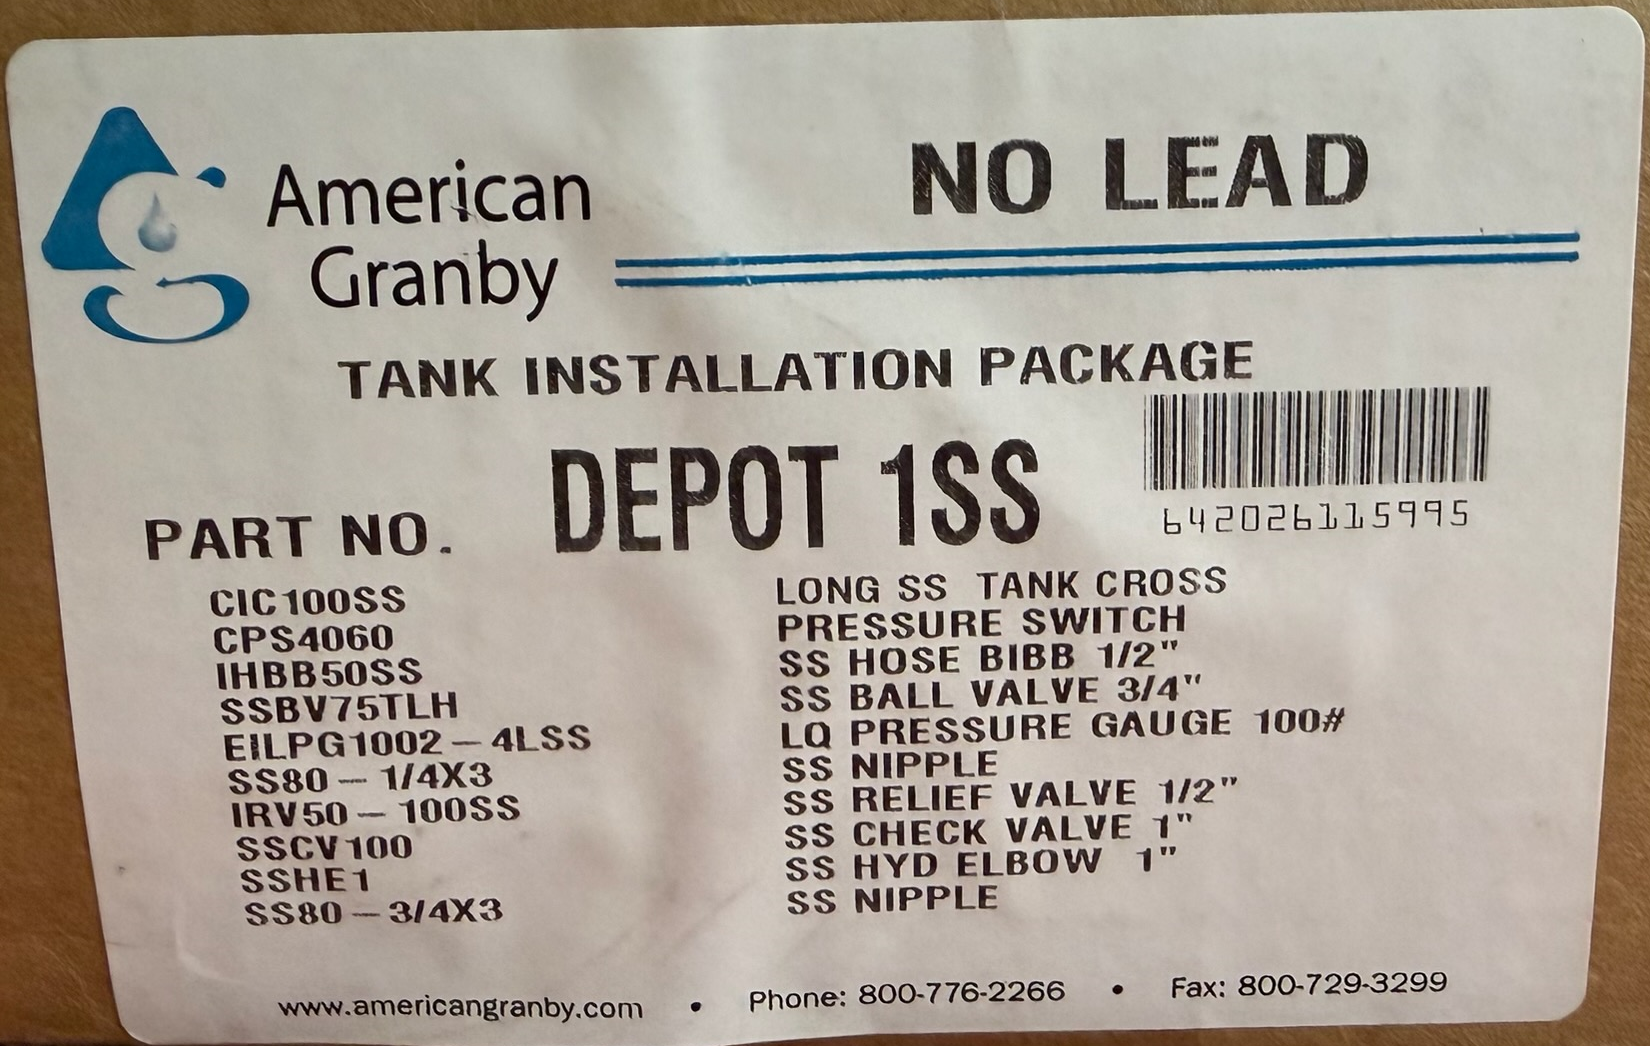 American
Granby
NO LEAD
TANK INSTALLATION PACKAGE
DEPOT 1SS
642026115995
PART NO.
CIC100SS LONG SS TANK CROSS
CPS4060 PRESSURE SWITCH
IHBB50SS SS HOSE BIBB 1/2"
SSBV75TLH SS BALL VALVE 3/4"
EILPG1002-4LSS LQ PRESSURE GAUGE 100#
SS80-1/4X3 SS NIPPLE
IRV50-100SS SS RELIEF VALVE 1/2"
SSCV100 SS CHECK VALVE 1"
SSHE1 SS HYD ELBOW 1"
SS80-3/4X3 SS NIPPLE
www.americangranby.com • Phone: 800-776-2266 • Fax: 800-729-3299